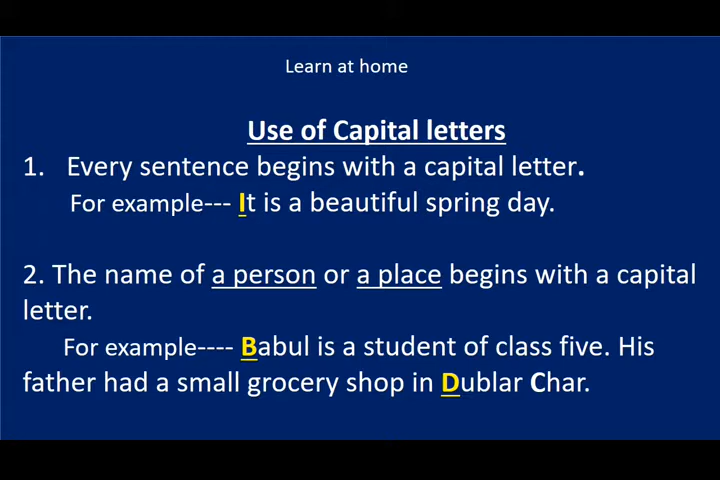 Learn at home
Use of Capital letters
1. Every sentence begins with a capital letter.
For example--- It is a beautiful spring day.
2. The name of a person or a place begins with a capital
letter.
For example---- Babul is a student of class five. His
father had a small grocery shop in Dublar Char.